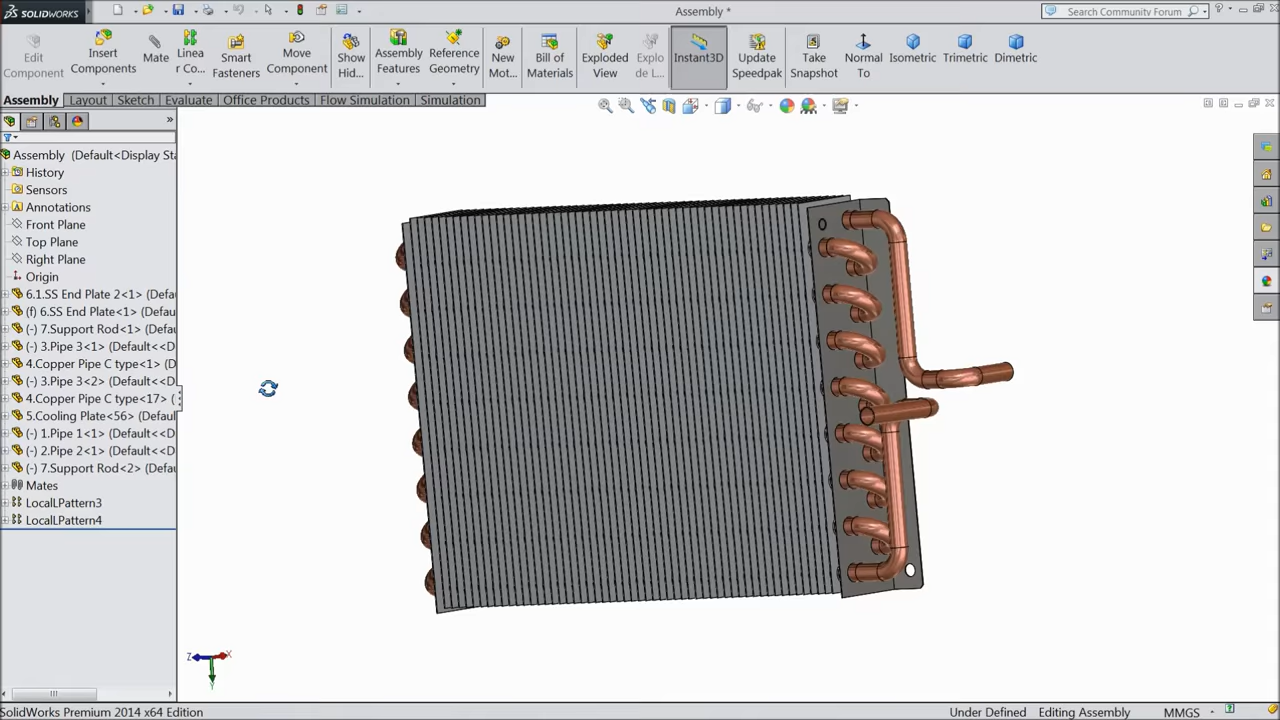 SOLIDWORKS
Assembly *
Search Community Forum
Edit Component
Insert Components
Mate
Linea r Co...
Smart Fasteners
Move Component
Show Hid...
Assembly Features
Reference Geometry
New Mot...
Bill of Materials
Exploded View
Explo de L...
Instant3D
Update Speedpak
Take Snapshot
Normal To
Isometric
Trimetric
Dimetric
Assembly
Layout
Sketch
Evaluate
Office Products
Flow Simulation
Simulation
Assembly (Default<Display Sta
History
Sensors
Annotations
Front Plane
Top Plane
Right Plane
Origin
6.1.SS End Plate 2<1> (Defau
(f) 6.SS End Plate<1> (Defau
(-) 7.Support Rod<1> (Defau
(-) 3.Pipe 3<1> (Default<<D
4.Copper Pipe C type<1> (D
(-) 3.Pipe 3<2> (Default<<D
4.Copper Pipe C type<17> (
5.Cooling Plate<56> (Defaul
(-) 1.Pipe 1<1> (Default<<D
(-) 2.Pipe 2<1> (Default<<D
(-) 7.Support Rod<2> (Defau
Mates
LocalLPattern3
LocalLPattern4
Z
X
Y
SolidWorks Premium 2014 x64 Edition
Under Defined
Editing Assembly
MMGS